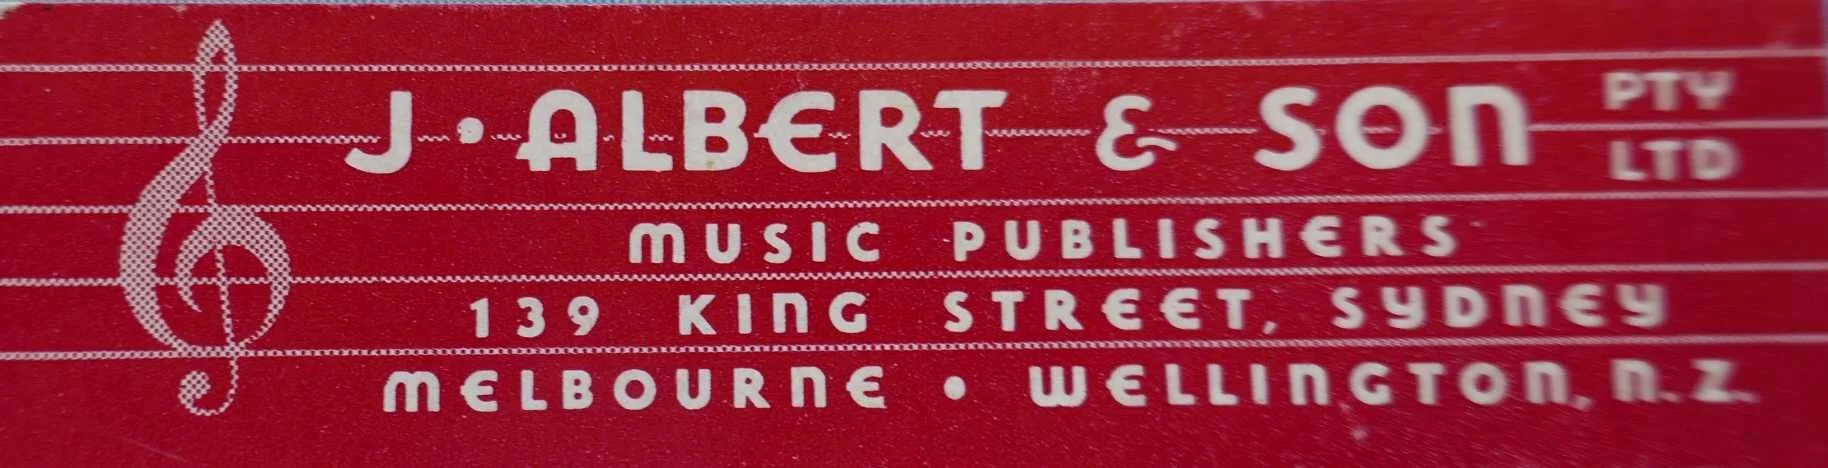 J. ALBERT & SON PTY LTD
MUSIC PUBLISHERS
139 KING STREET, SYDNEY
MELBOURNE • WELLINGTON, N.Z.